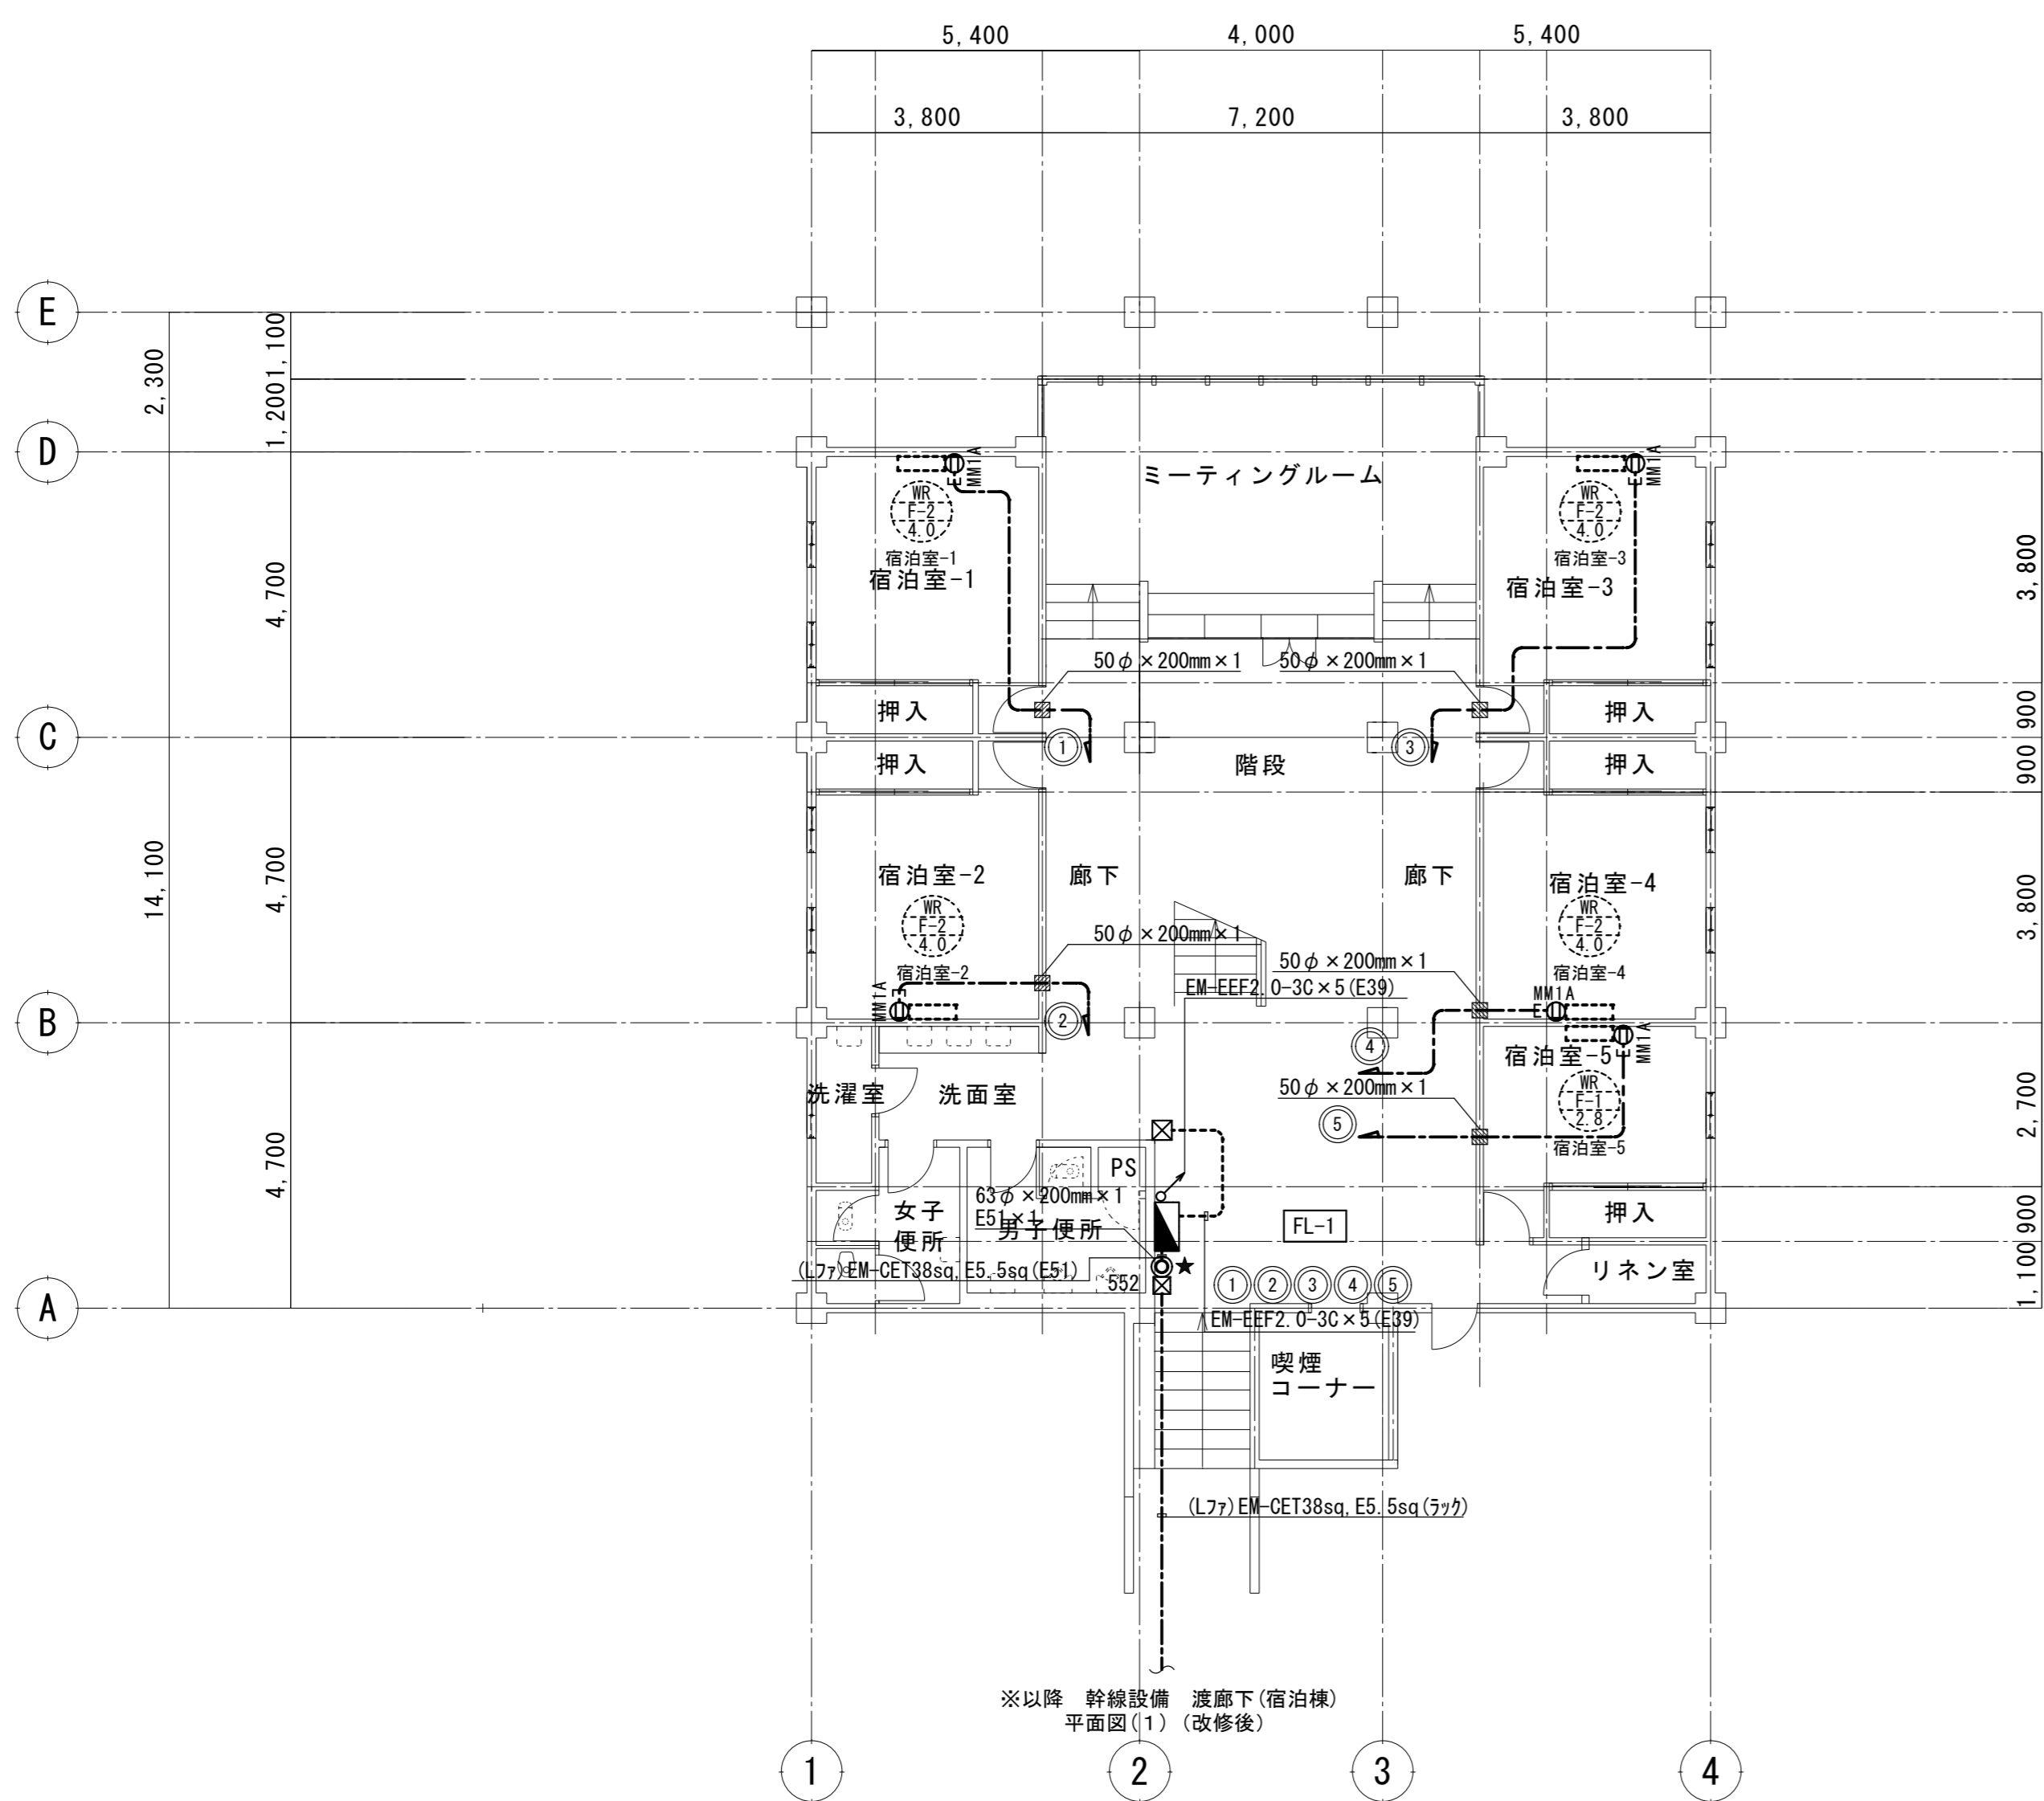 5,400
4,000
5,400
3,800
7,200
3,800
E
1,100
2,300
1,200
D
MM1A
MM1A
ミーティングルーム
WR
F-2
4.0
宿泊室-1
宿泊室-1
WR
F-2
4.0
宿泊室-3
宿泊室-3
4,700
3,800
50φ×200mm×1
50φ×200mm×1
押入
押入
900
C
1
3
押入
階段
押入
900
14,100
4,700
宿泊室-2
廊下
廊下
宿泊室-4
WR
F-2
4.0
宿泊室-2
WR
F-2
4.0
宿泊室-4
3,800
50φ×200mm×1
50φ×200mm×1
EM-EEF2.0-3C×5(E39)
MM1A
MM1A
B
2
4
宿泊室-5
MM1A
WR
F-1
2.8
宿泊室-5
50φ×200mm×1
洗濯室
洗面室
5
2,700
4,700
PS
63φ×200mm×1
E51×1
女子
便所
男子便所
FL-1
押入
900
(Lファ)EM-CET38sq,E5.5sq(E51)
★
552
1
2
3
4
5
リネン室
1,100
A
EM-EEF2.0-3C×5(E39)
喫煙
コーナー
(Lファ)EM-CET38sq,E5.5sq(ラック)
※以降 幹線設備 渡廊下(宿泊棟)
平面図(1)(改修後)
1
2
3
4